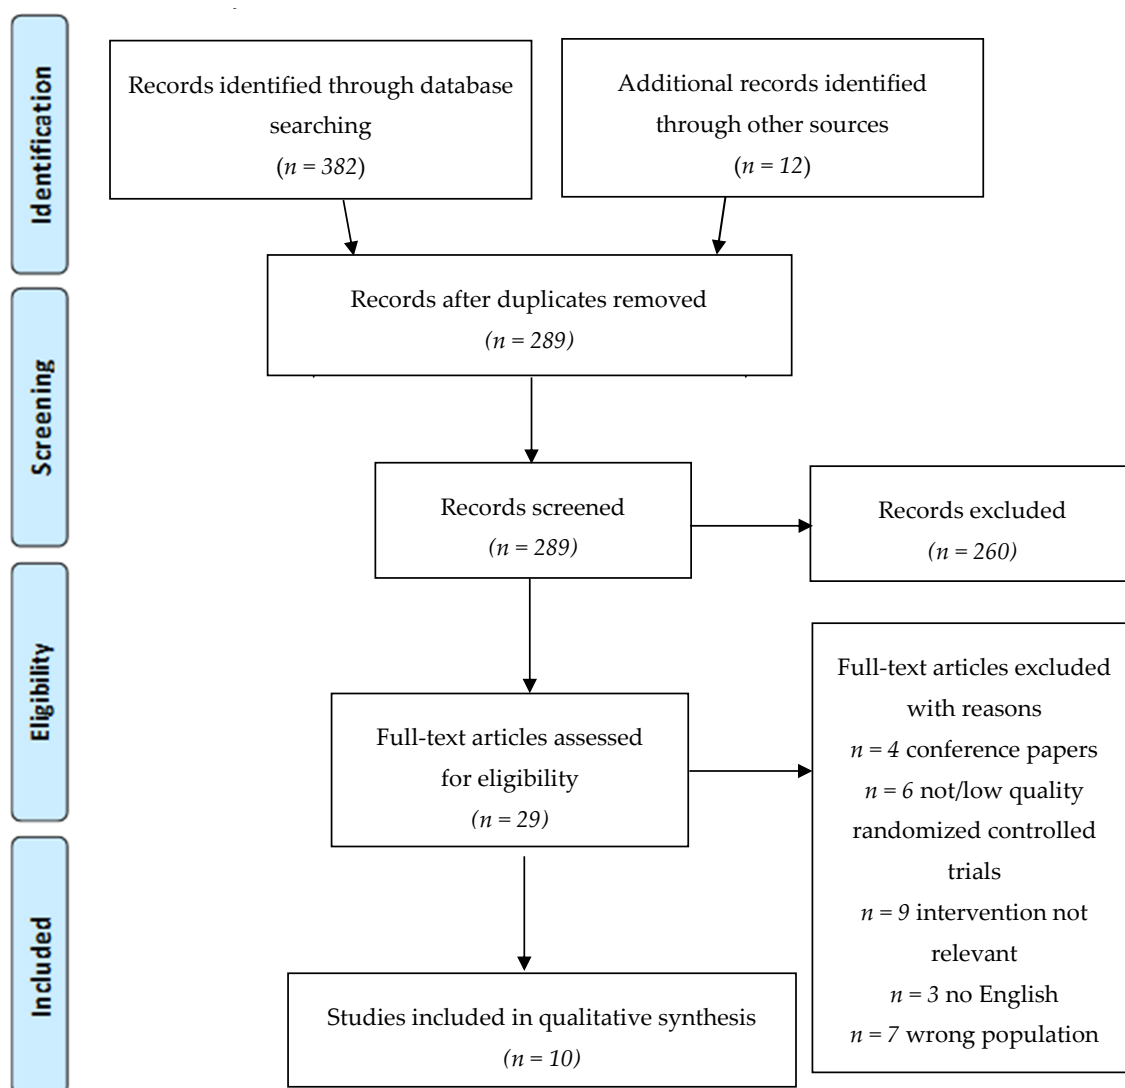 Identification
Records identified through database
searching
(n = 382)
Additional records identified
through other sources
(n = 12)
Screening
Records after duplicates removed
(n = 289)
Records screened
(n = 289)
Records excluded
(n = 260)
Eligibility
Full-text articles assessed
for eligibility
(n = 29)
Full-text articles excluded
with reasons
n = 4 conference papers
n = 6 not/low quality
randomized controlled
trials
n = 9 intervention not
relevant
n = 3 no English
n = 7 wrong population
Included
Studies included in qualitative synthesis
(n = 10)